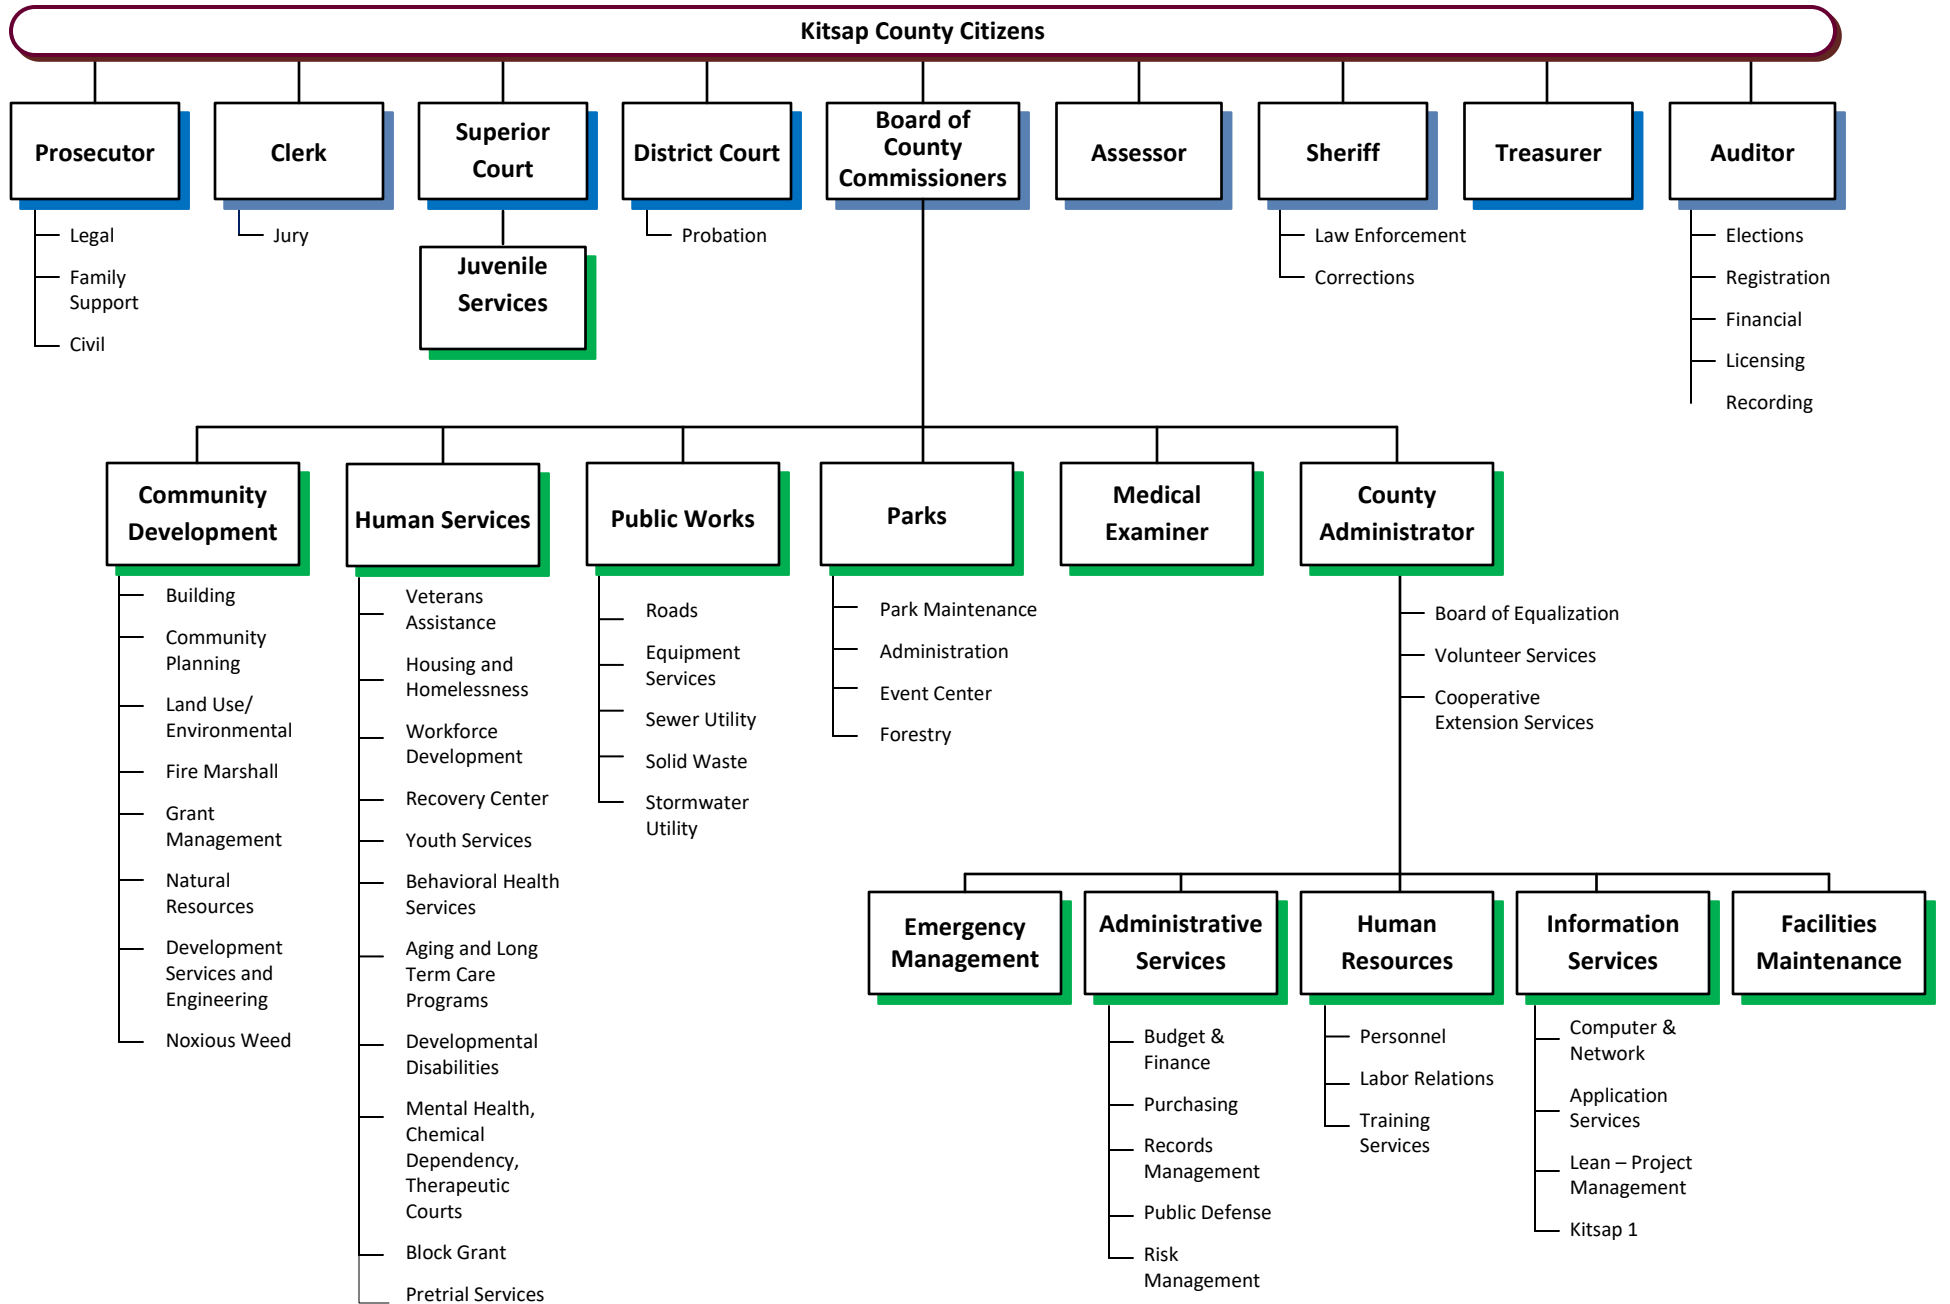 Kitsap County Citizens
Prosecutor
Legal
Family
Support
Civil
Clerk
Jury
Superior
Court
Juvenile
Services
District Court
Probation
Board of
County
Commissioners
Assessor
Sheriff
Law Enforcement
Corrections
Treasurer
Auditor
Elections
Registration
Financial
Licensing
Recording
Community
Development
Building
Community
Planning
Land Use/
Environmental
Fire Marshall
Grant
Management
Natural
Resources
Development
Services and
Engineering
Noxious Weed
Human Services
Veterans
Assistance
Housing and
Homelessness
Workforce
Development
Recovery Center
Youth Services
Behavioral Health
Services
Aging and Long
Term Care
Programs
Developmental
Disabilities
Mental Health,
Chemical
Dependency,
Therapeutic
Courts
Block Grant
Pretrial Services
Public Works
Roads
Equipment
Services
Sewer Utility
Solid Waste
Stormwater
Utility
Parks
Park Maintenance
Administration
Event Center
Forestry
Medical
Examiner
County
Administrator
Board of Equalization
Volunteer Services
Cooperative
Extension Services
Emergency
Management
Administrative
Services
Budget &
Finance
Purchasing
Records
Management
Public Defense
Risk
Management
Human
Resources
Personnel
Labor Relations
Training
Services
Information
Services
Computer &
Network
Application
Services
Lean – Project
Management
Kitsap 1
Facilities
Maintenance